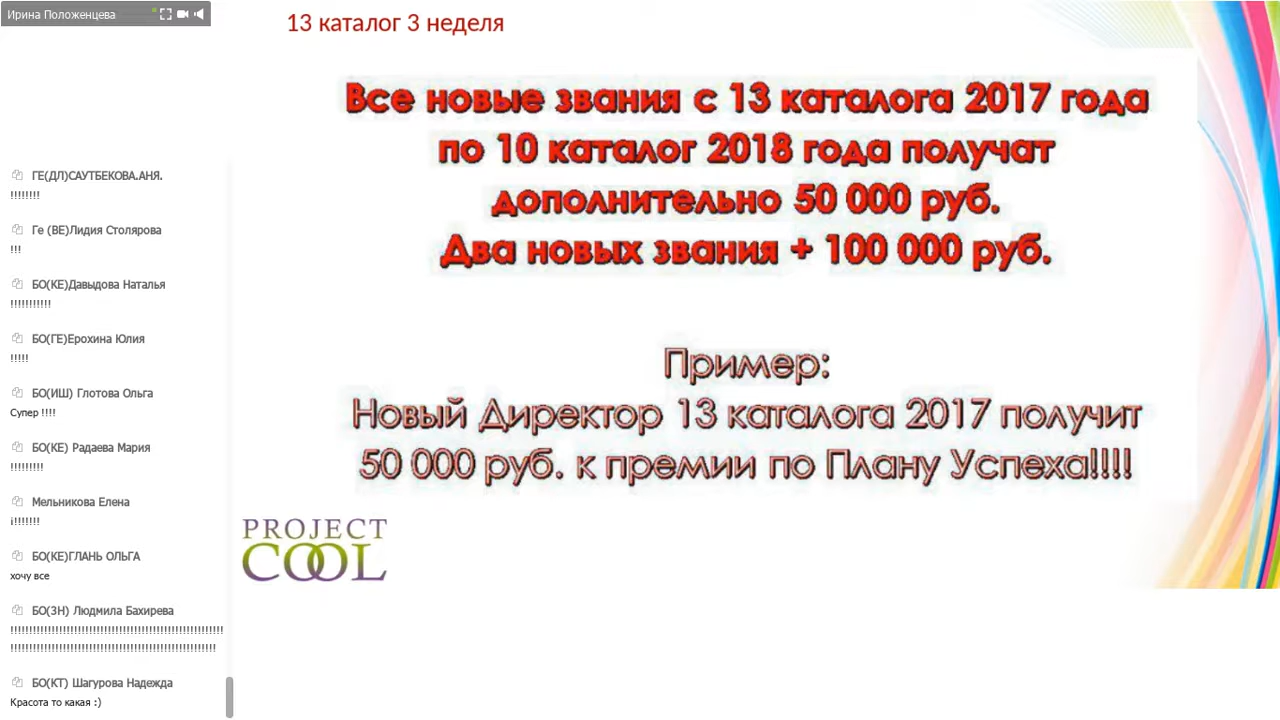 Ирина Положенцева
13 каталог 3 неделя
Все новые звания с 13 каталога 2017 года
по 10 каталог 2018 года получат
дополнительно 50 000 руб.
Два новых звания + 100 000 руб.
Пример:
Новый Директор 13 каталога 2017 получит
50 000 руб. к премии по Плану Успеха!!!!
PROJECT
COOL
ГЕ(ДЛ)САУТБЕКОВА.АНЯ.
!!!!!!!!
Ге (ВЕ)Лидия Столярова
!!!
БО(КЕ)Давыдова Наталья
!!!!!!!!!!!
БО(ГЕ)Ерохина Юлия
!!!!!
БО(ИШ) Глотова Ольга
Супер !!!!
БО(КЕ) Радаева Мария
!!!!!!!!!
Мельникова Елена
i!!!!!!!
БО(КЕ)ГЛАНЬ ОЛЬГА
хочу все
БО(ЗН) Людмила Бахирева
!!!!!!!!!!!!!!!!!!!!!!!!!!!!!!!!!!!!!!!!!!!!!!!!!!!!!!!!!
!!!!!!!!!!!!!!!!!!!!!!!!!!!!!!!!!!!!!!!!!!!!!!!!!!!!!!!
БО(КТ) Шагурова Надежда
Красота то какая :)